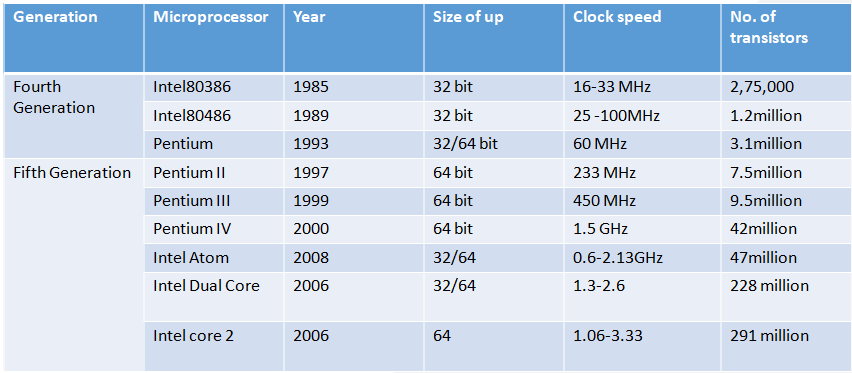 Generation Microprocessor Year Size of up Clock speed No. of
transistors
Fourth Intel80386 1985 32 bit 16-33 MHz 2,75,000
Generation
Intel80486 1989 32 bit 25 -100MHz 1.2million
Pentium 1993 32/64 bit 60 MHz 3.1million
Fifth Generation Pentium II 1997 64 bit 233 MHz 7.5million
Pentium III 1999 64 bit 450 MHz 9.5million
Pentium IV 2000 64 bit 1.5 GHz 42million
Intel Atom 2008 32/64 0.6-2.13GHz 47million
Intel Dual Core 2006 32/64 1.3-2.6 228 million
Intel core 2 2006 64 1.06-3.33 291 million